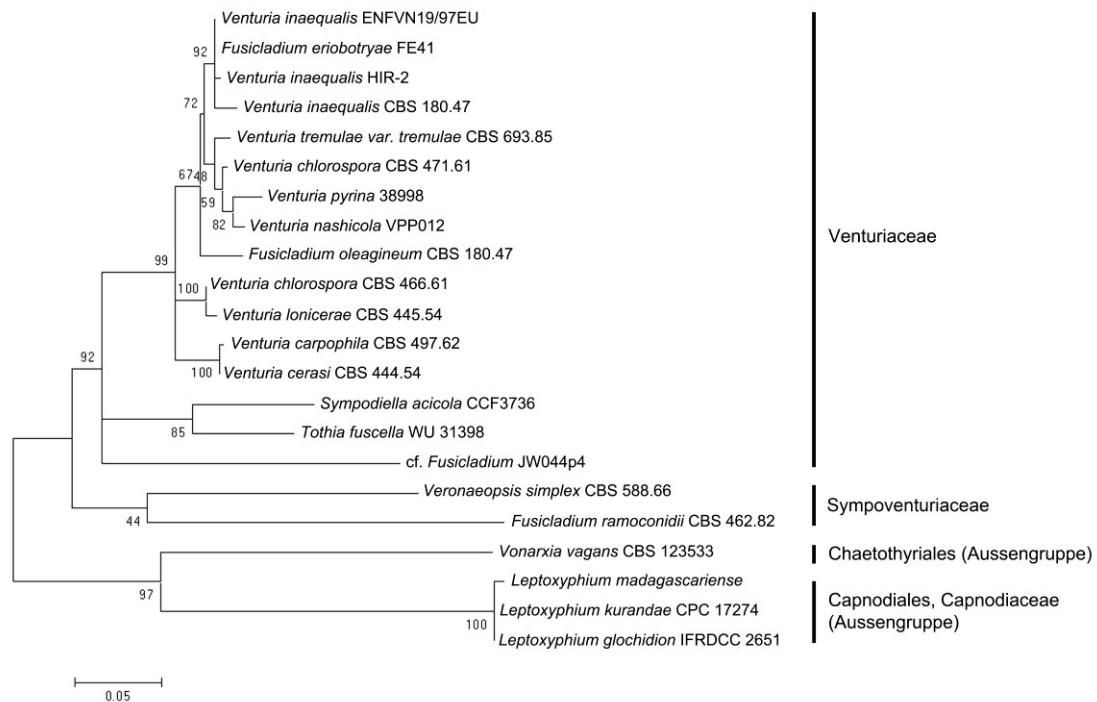 Venturia inaequalis ENFVN19/97EU
92
Fusicladium eriobotryae FE41
Venturia inaequalis HIR-2
72
Venturia inaequalis CBS 180.47
Venturia tremulae var. tremulae CBS 693.85
Venturia chlorospora CBS 471.61
67
48
59
Venturia pyrina 38998
82
Venturia nashicola VPP012
Venturiaceae
Fusicladium oleagineum CBS 180.47
99
100
Venturia chlorospora CBS 466.61
Venturia lonicerae CBS 445.54
Venturia carpophila CBS 497.62
92
100
Venturia cerasi CBS 444.54
Sympodiella acicola CCF3736
85
Tothia fuscella WU 31398
cf. Fusicladium JW044p4
Veronaeopsis simplex CBS 588.66
Sympoventuriaceae
44
Fusicladium ramoconidii CBS 462.82
Vonarxia vagans CBS 123533
Chaetothyriales (Aussengruppe)
97
Leptoxyphium madagascariense
Leptoxyphium kurandae CPC 17274
Capnodiales, Capnodiaceae
(Aussengruppe)
100
Leptoxyphium glochidion IFRDCC 2651
0.05